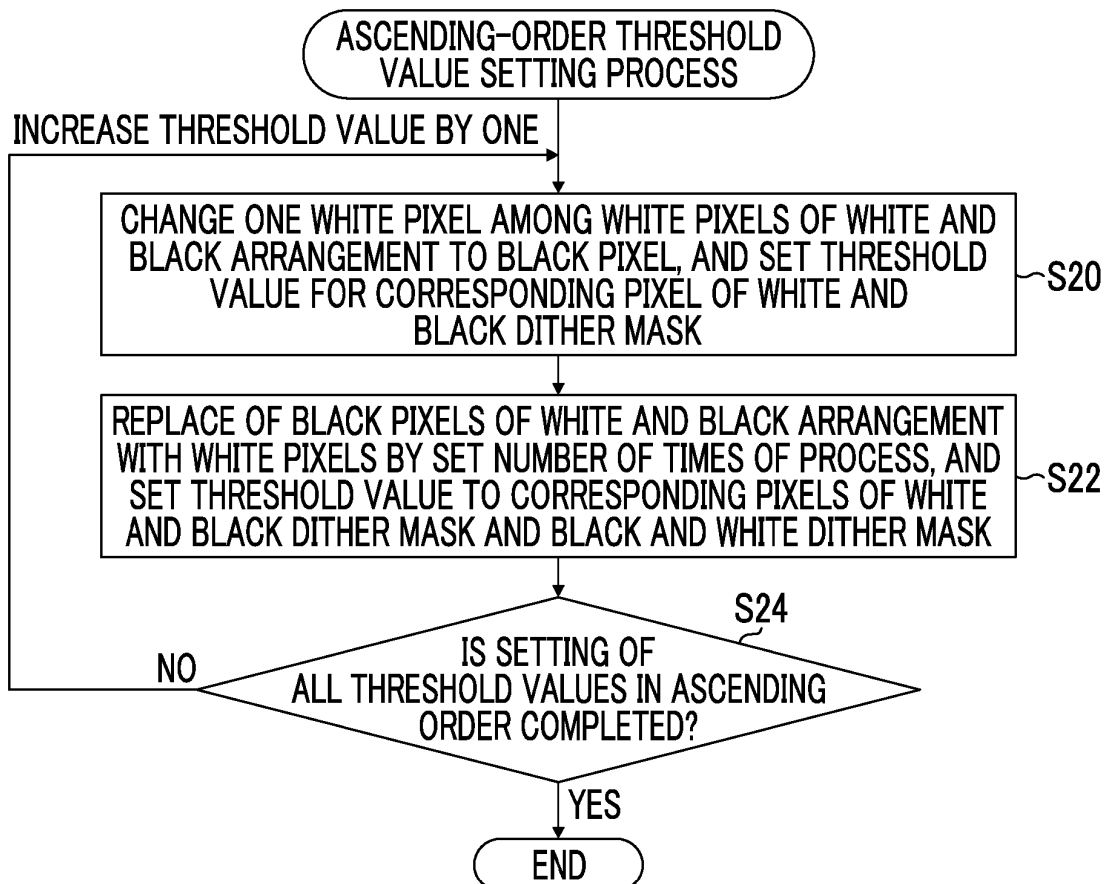 ASCENDING-ORDER THRESHOLD
VALUE SETTING PROCESS
INCREASE THRESHOLD VALUE BY ONE
CHANGE ONE WHITE PIXEL AMONG WHITE PIXELS OF WHITE AND
BLACK ARRANGEMENT TO BLACK PIXEL, AND SET THRESHOLD
VALUE FOR CORRESPONDING PIXEL OF WHITE AND
BLACK DITHER MASK
S20
REPLACE OF BLACK PIXELS OF WHITE AND BLACK ARRANGEMENT
WITH WHITE PIXELS BY SET NUMBER OF TIMES OF PROCESS, AND
SET THRESHOLD VALUE TO CORRESPONDING PIXELS OF WHITE
AND BLACK DITHER MASK AND BLACK AND WHITE DITHER MASK
S22
S24
IS SETTING OF
ALL THRESHOLD VALUES IN ASCENDING
ORDER COMPLETED?
NO
YES
END